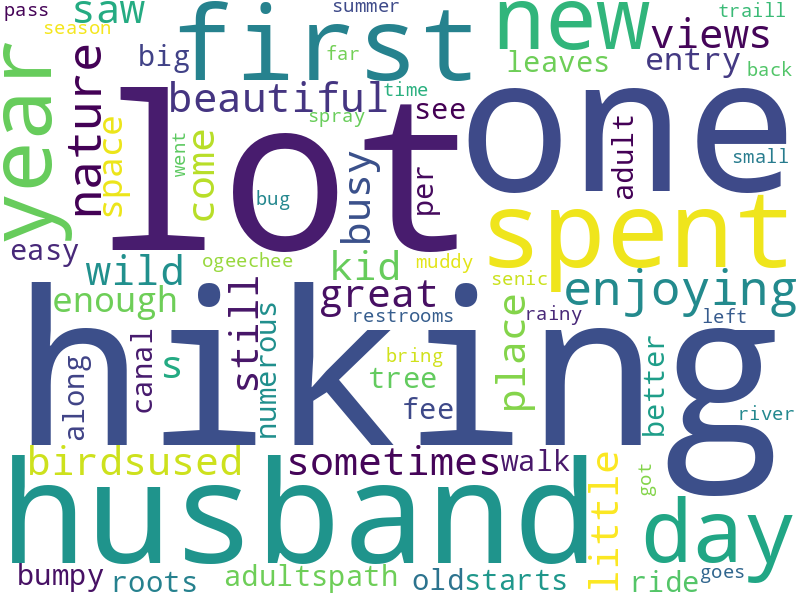 pass
saw
season
summer
first
new
traill
views
big
far
leaves
entry
back
year
nature
lot
beautiful
time
see
one
space
spray
went
come
busy
per
bug
adult
small
spent
easy
wild
ogeechee
kid
muddy
senic
enjoying
enough
still
great
restrooms
place
rainy
left
hiking
canal
s
numerous
bring
tree
fee
along
better
river
birdsused
sometimes
walk
little
got
husband
day
bumpy
roots
adultspath
old
starts
ride
goes